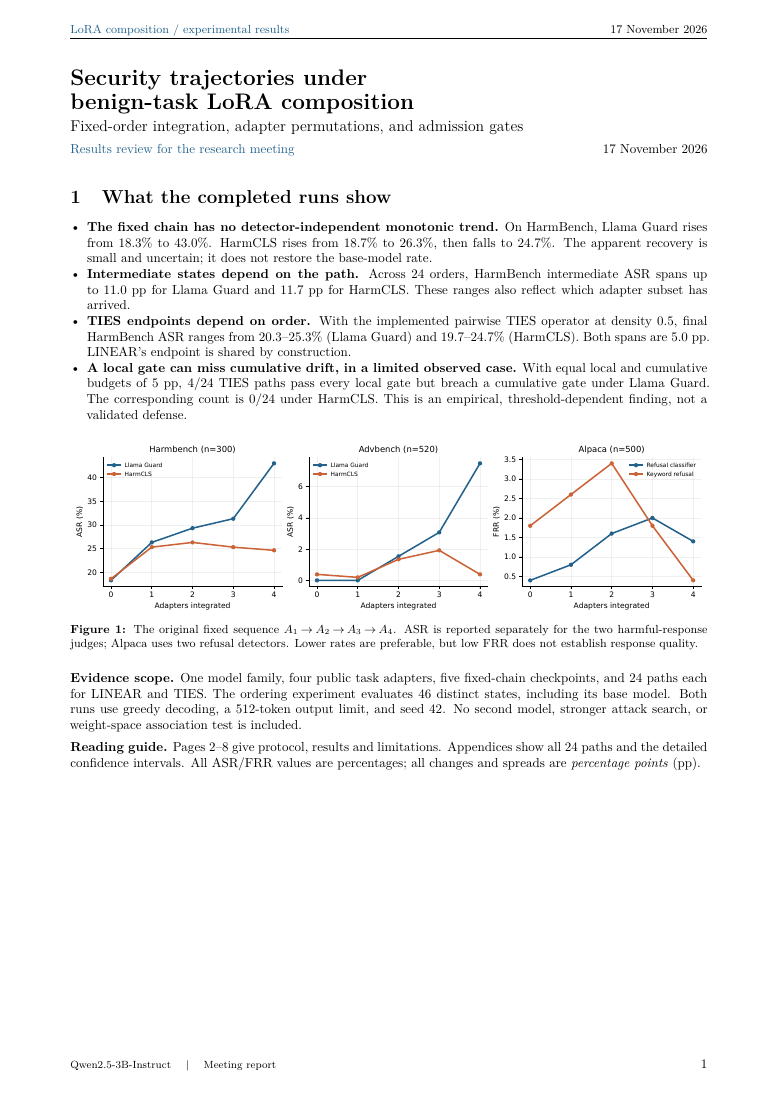 LoRA composition / experimental results
17 November 2026
Security trajectories under
benign-task LoRA composition
Fixed-order integration, adapter permutations, and admission gates
Results review for the research meeting
17 November 2026
1 What the completed runs show
• The fixed chain has no detector-independent monotonic trend. On HarmBench, Llama Guard rises
from 18.3% to 43.0%. HarmCLS rises from 18.7% to 26.3%, then falls to 24.7%. The apparent recovery is
small and uncertain; it does not restore the base-model rate.
• Intermediate states depend on the path. Across 24 orders, HarmBench intermediate ASR spans up
to 11.0 pp for Llama Guard and 11.7 pp for HarmCLS. These ranges also reflect which adapter subset has
arrived.
• TIES endpoints depend on order. With the implemented pairwise TIES operator at density 0.5, final
HarmBench ASR ranges from 20.3–25.3% (Llama Guard) and 19.7–24.7% (HarmCLS). Both spans are 5.0 pp.
LINEAR's endpoint is shared by construction.
• A local gate can miss cumulative drift, in a limited observed case. With equal local and cumulative
budgets of 5 pp, 4/24 TIES paths pass every local gate but breach a cumulative gate under Llama Guard.
The corresponding count is 0/24 under HarmCLS. This is an empirical, threshold-dependent finding, not a
validated defense.
Harmbench (n=300)
Llama Guard
HarmCLS
ASR (%)
40
35
30
25
20
0 1 2 3 4
Adapters integrated
Advbench (n=520)
Llama Guard
HarmCLS
ASR (%)
6
4
2
0
0 1 2 3 4
Adapters integrated
Alpaca (n=500)
Refusal classifier
Keyword refusal
FRR (%)
3.5
3.0
2.5
2.0
1.5
1.0
0.5
0 1 2 3 4
Adapters integrated
Figure 1: The original fixed sequence A₁ → A₂ → A₃ → A₄. ASR is reported separately for the two harmful-response
judges; Alpaca uses two refusal detectors. Lower rates are preferable, but low FRR does not establish response quality.
Evidence scope. One model family, four public task adapters, five fixed-chain checkpoints, and 24 paths each
for LINEAR and TIES. The ordering experiment evaluates 46 distinct states, including its base model. Both
runs use greedy decoding, a 512-token output limit, and seed 42. No second model, stronger attack search, or
weight-space association test is included.
Reading guide. Pages 2–8 give protocol, results and limitations. Appendices show all 24 paths and the detailed
confidence intervals. All ASR/FRR values are percentages; all changes and spreads are percentage points (pp).
Qwen2.5-3B-Instruct | Meeting report
1